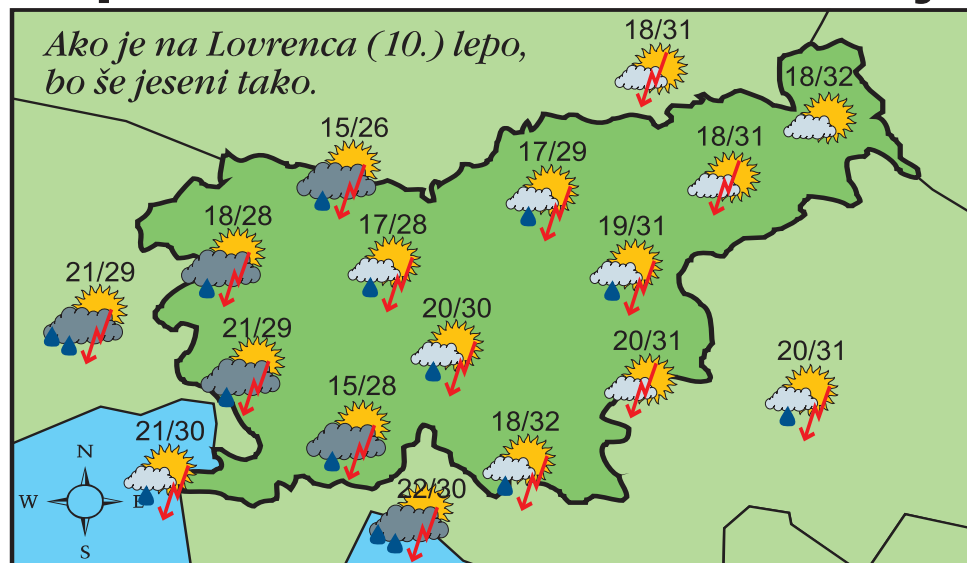 Ako je na Lovrenca (10.) lepo,
bo še jeseni tako.
18/31
18/32
15/26
17/29
18/31
18/28
17/28
19/31
21/29
21/29
20/30
20/31
20/31
15/28
18/32
21/30
22/30
N
W
E
S